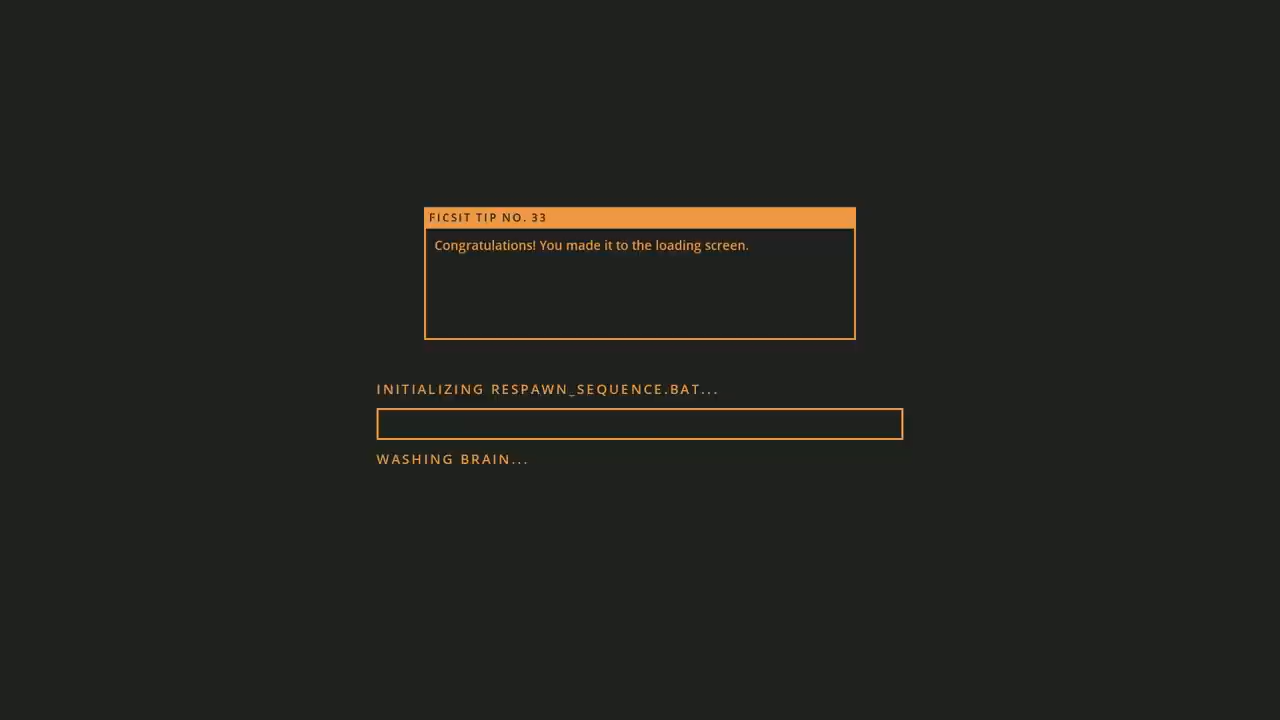 FICSIT TIP NO. 33
Congratulations! You made it to the loading screen.
INITIALIZING RESPAWN_SEQUENCE.BAT...
WASHING BRAIN...